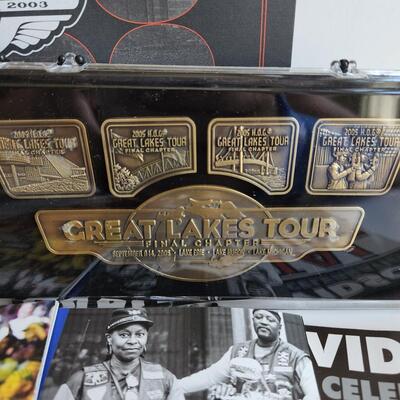 2003
2005 H.O.G.®
GREAT LAKES TOUR
FINAL CHAPTER
2005 H.O.G.®
GREAT LAKES TOUR
FINAL CHAPTER
2005 H.O.G.®
GREAT LAKES TOUR
FINAL CHAPTER
2005 H.O.G.®
GREAT LAKES TOUR
FINAL CHAPTER
GREAT LAKES TOUR
FINAL CHAPTER
LAKE ERIE • LAKE HURON • LAKE MICHIGAN
VID
CELE